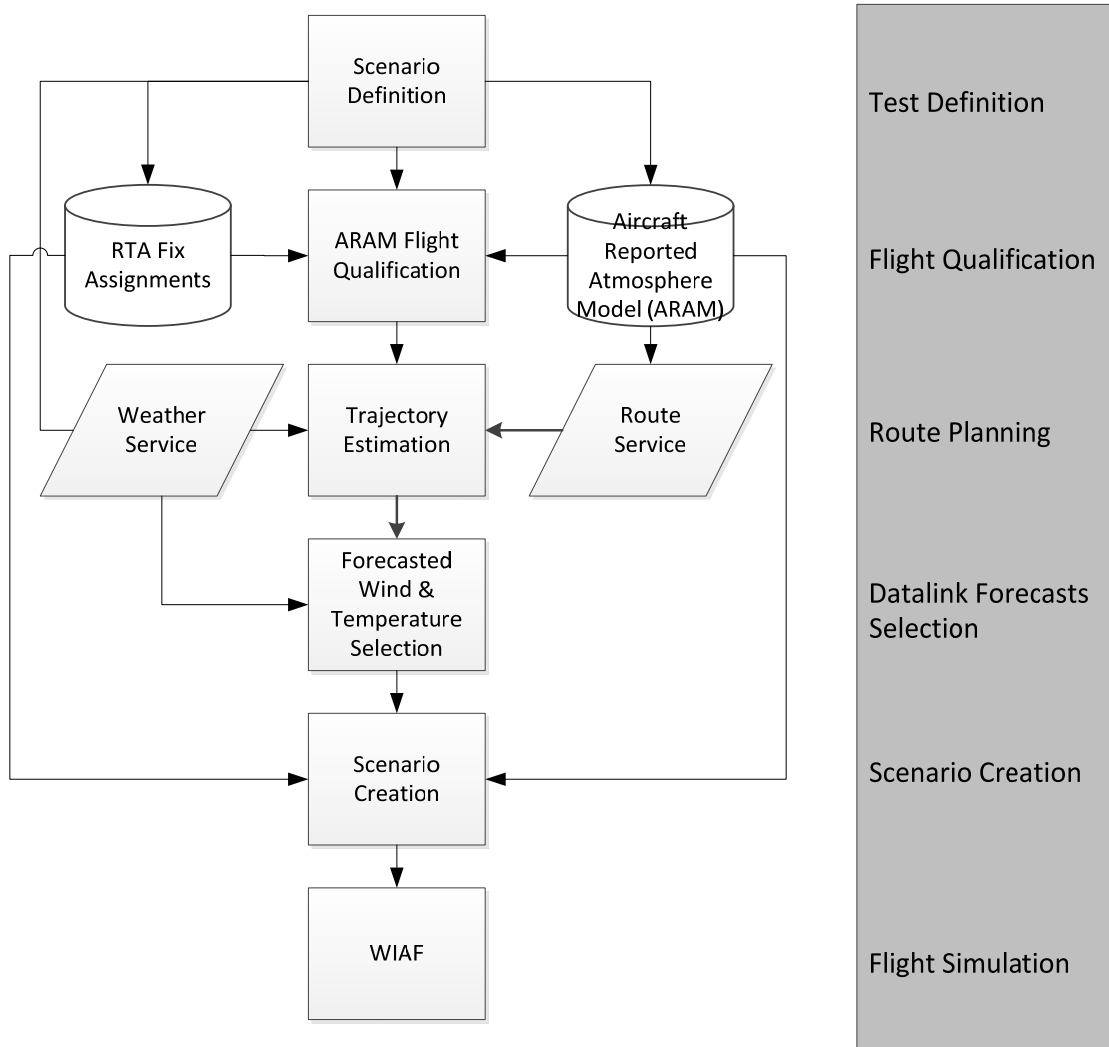 Scenario
Definition
Test Definition
RTA Fix
Assignments
ARAM Flight
Qualification
Aircraft
Reported
Atmosphere
Model (ARAM)
Flight Qualification
Weather
Service
Trajectory
Estimation
Route
Service
Route Planning
Forecasted
Wind &
Temperature
Selection
Datalink Forecasts
Selection
Scenario
Creation
Scenario Creation
WIAF
Flight Simulation